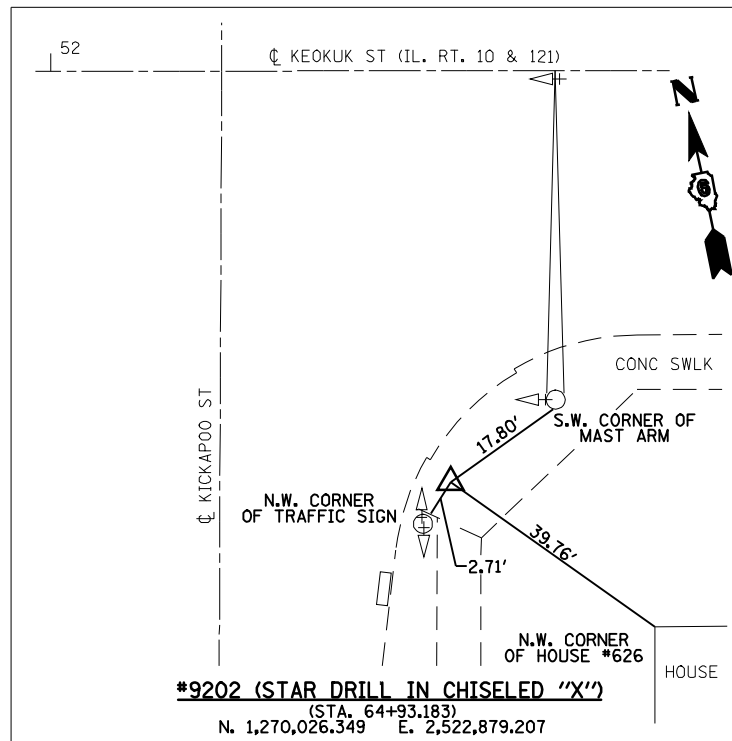 52
℄ KEOKUK ST (IL. RT. 10 & 121)
N
6
CONC SWLK
℄ KICKAPOO ST
S.W. CORNER OF
MAST ARM
17.80'
N.W. CORNER
OF TRAFFIC SIGN
39.76'
2.71'
N.W. CORNER
OF HOUSE #626
HOUSE
#9202 (STAR DRILL IN CHISELED "X")
(STA. 64+93.183)
N. 1,270,026.349 E. 2,522,879.207